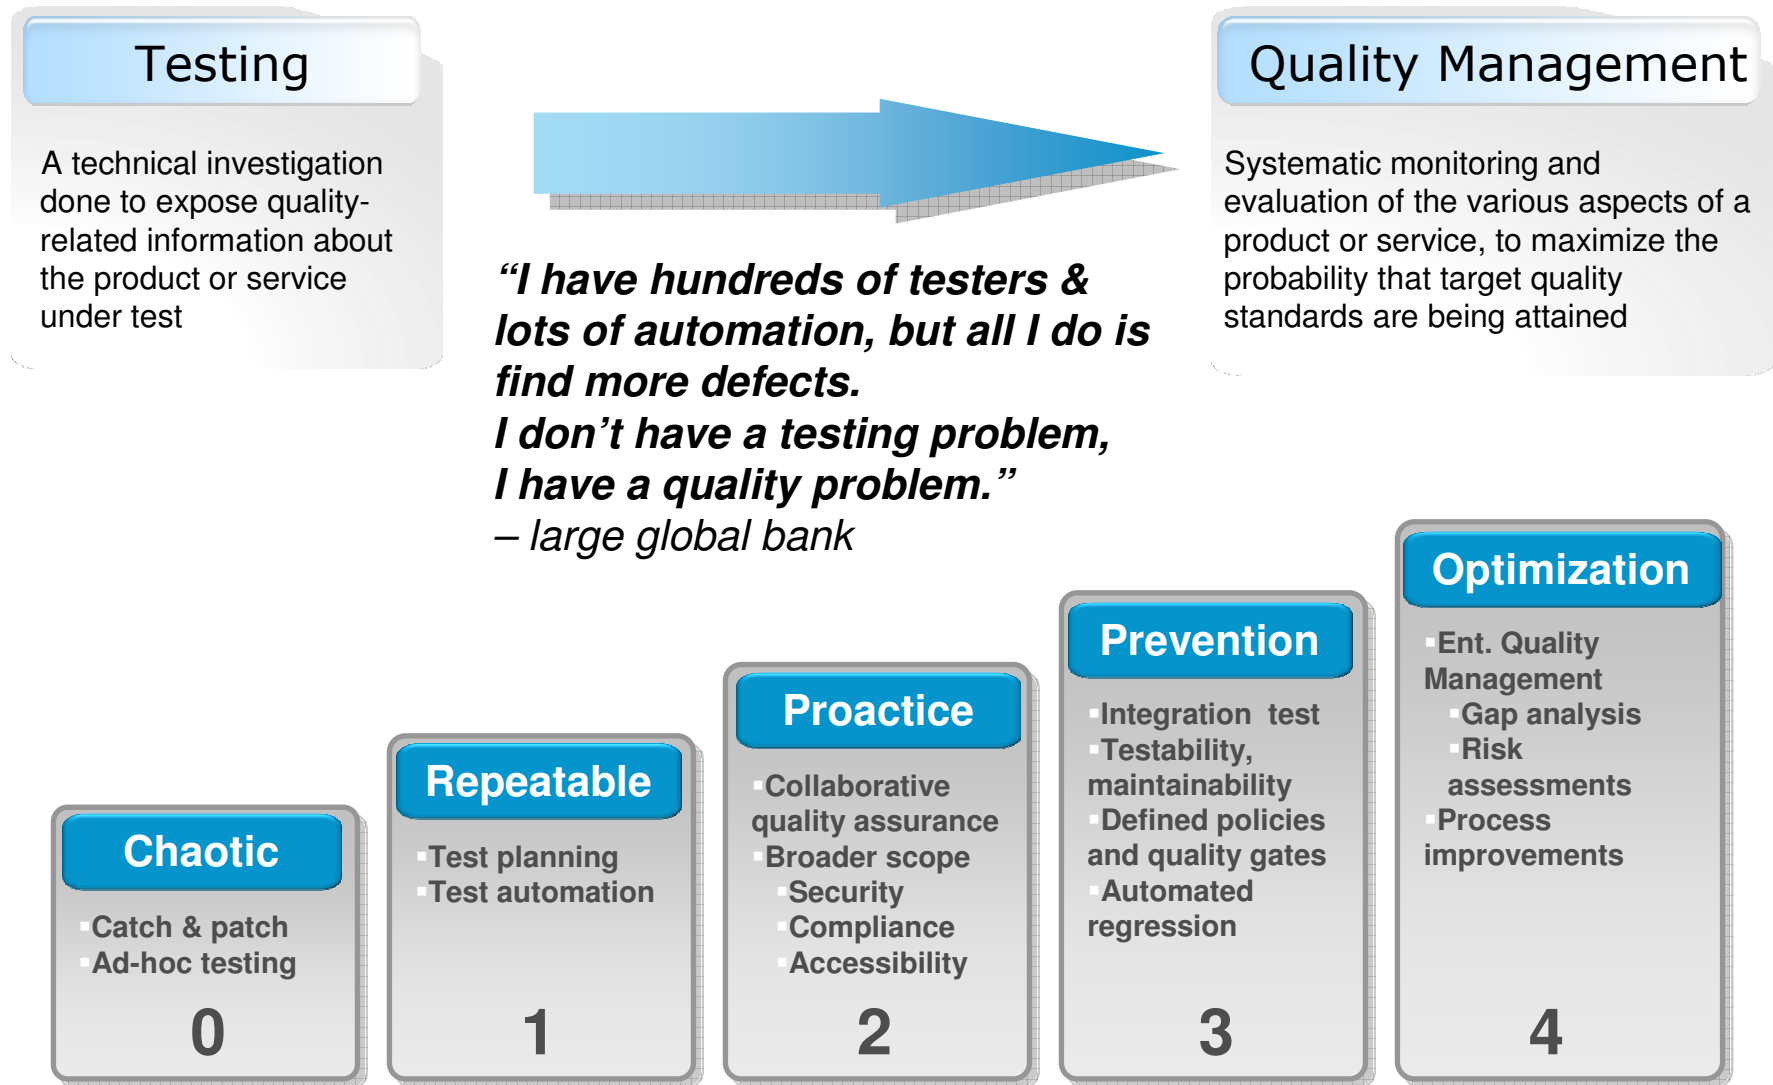 Testing
A technical investigation
done to expose quality-
related information about
the product or service
under test
“I have hundreds of testers &
lots of automation, but all I do is
find more defects.
I don’t have a testing problem,
I have a quality problem.”
– large global bank
Quality Management
Systematic monitoring and
evaluation of the various aspects of a
product or service, to maximize the
probability that target quality
standards are being attained
Chaotic
▪Catch & patch
▪Ad-hoc testing
0
Repeatable
▪Test planning
▪Test automation
1
Proactice
▪Collaborative
quality assurance
▪Broader scope
▪Security
▪Compliance
▪Accessibility
2
Prevention
▪Integration test
▪Testability,
maintainability
▪Defined policies
and quality gates
▪Automated
regression
3
Optimization
▪Ent. Quality
Management
▪Gap analysis
▪Risk
assessments
▪Process
improvements
4